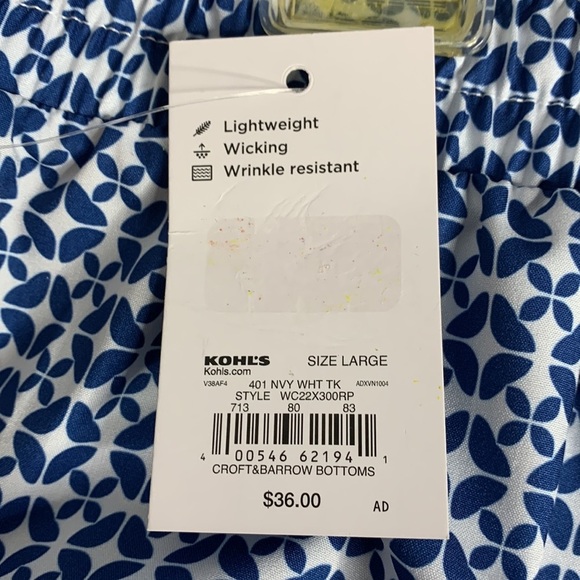 Lightweight
Wicking
Wrinkle resistant
KOHL'S SIZE LARGE
Kohls.com
V38AF4 401 NVY WHT TK ADXVN1004
STYLE WC22X300RP
713 80 83
4 00546 62194 1
CROFT&BARROW BOTTOMS
$36.00 AD